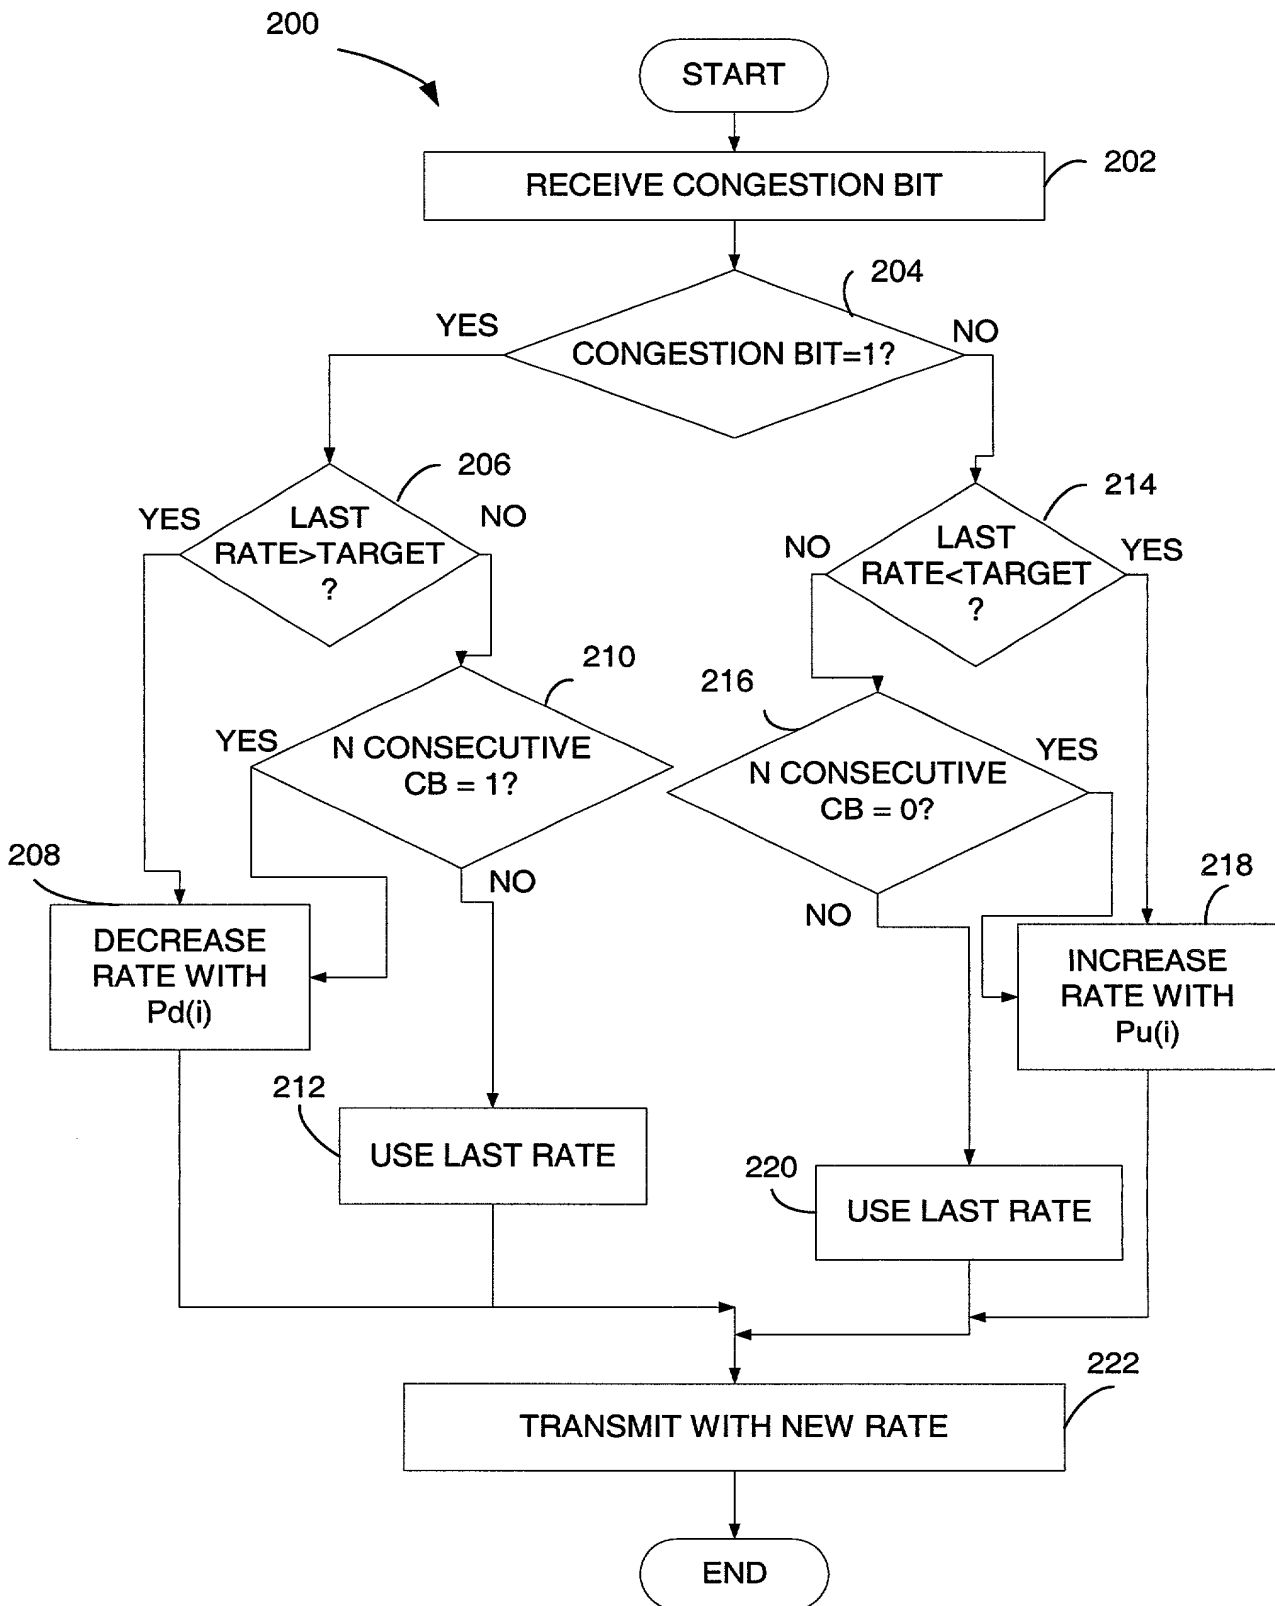 200
START
RECEIVE CONGESTION BIT
202
204
YES
CONGESTION BIT=1?
NO
206
YES
LAST
RATE>TARGET
?
NO
214
NO
LAST
RATE<TARGET
?
YES
210
YES
N CONSECUTIVE
CB = 1?
NO
216
N CONSECUTIVE
CB = 0?
YES
NO
208
DECREASE
RATE WITH
Pd(i)
218
INCREASE
RATE WITH
Pu(i)
212
USE LAST RATE
220
USE LAST RATE
222
TRANSMIT WITH NEW RATE
END